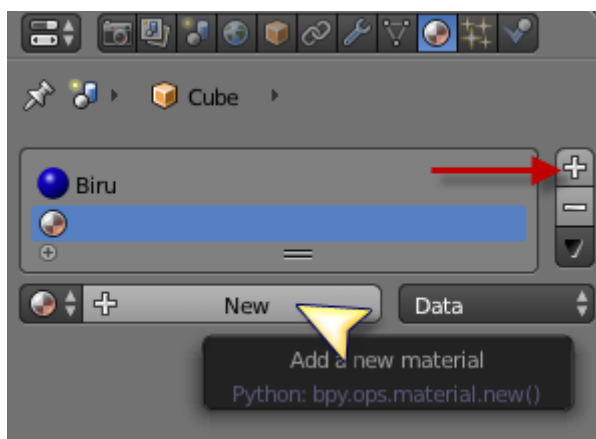 Cube
Biru
New
Data
Add a new material
Python: bpy.ops.material.new()